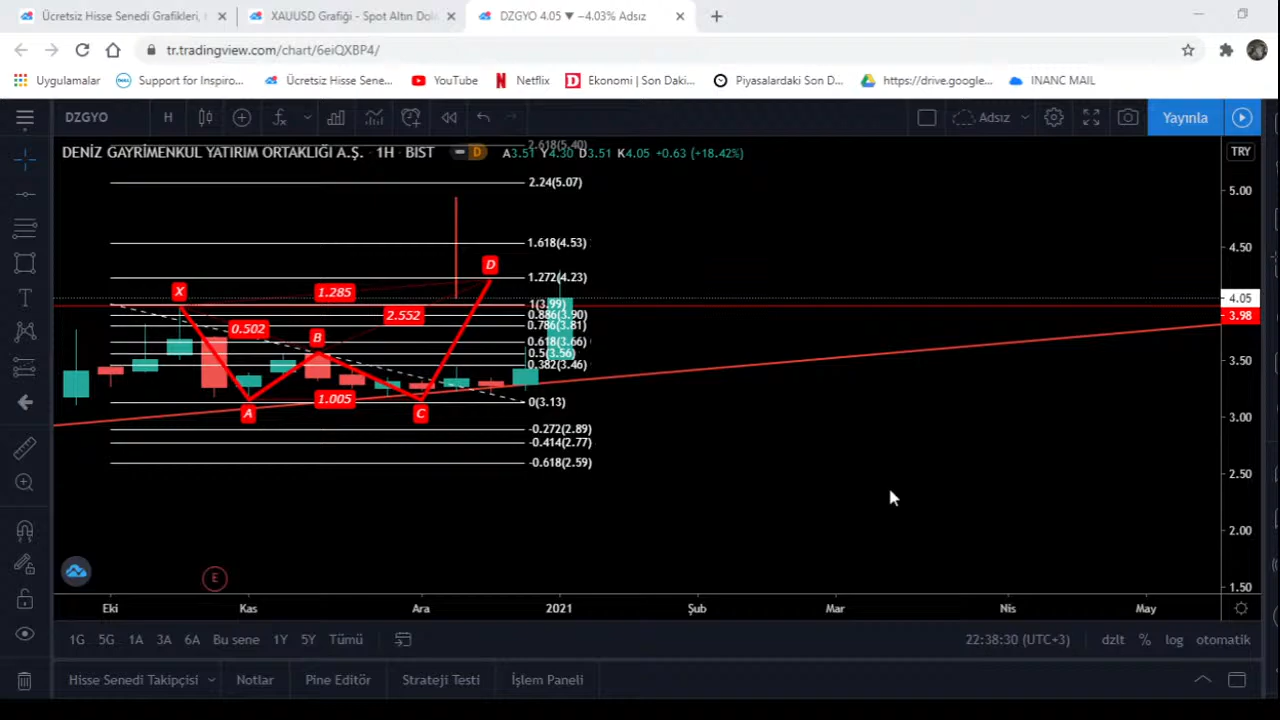 Ücretsiz Hisse Senedi Grafikleri, 
XAUUSD Grafiği - Spot Altın Dol
DZGYO 4.05 ▼ −4.03% Adsız
tr.tradingview.com/chart/6eiQXBP4/
Uygulamalar
Support for Inspiro...
Ücretsiz Hisse Sene...
YouTube
Netflix
Ekonomi | Son Daki...
Piyasalardaki Son D...
https://drive.google...
INANC MAIL
DZGYO
H
Adsız
Yayınla
DENİZ GAYRİMENKUL YATIRIM ORTAKLIĞI A.Ş. · 1H · BIST
D
A3.51 Y4.30 D3.51 K4.05 +0.63 (+18.42%)
TRY
2.618(5.40)
2.24(5.07)
1.618(4.53)
1.272(4.23)
1(3.99)
0.886(3.90)
0.786(3.81)
0.618(3.66)
0.5(3.56)
0.382(3.46)
0(3.13)
-0.272(2.89)
-0.414(2.77)
-0.618(2.59)
X
D
1.285
0.502
2.552
B
1.005
A
C
5.00
4.50
4.05
3.98
3.50
3.00
2.50
2.00
1.50
E
Eki
Kas
Ara
2021
Şub
Mar
Nis
May
1G
5G
1A
3A
6A
Bu sene
1Y
5Y
Tümü
22:38:30 (UTC+3)
dzlt
%
log
otomatik
Hisse Senedi Takipçisi
Notlar
Pine Editör
Strateji Testi
İşlem Paneli